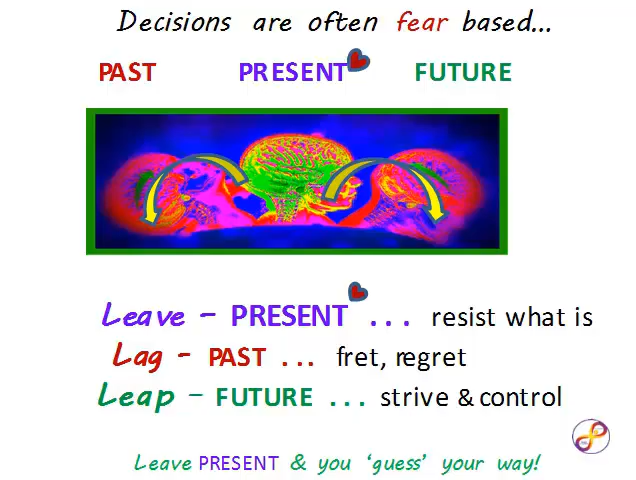 Decisions are often fear based...
PAST PRESENT FUTURE
Leave - PRESENT ... resist what is
Lag - PAST ... fret, regret
Leap - FUTURE ... strive & control
Leave PRESENT & you ‘guess’ your way!